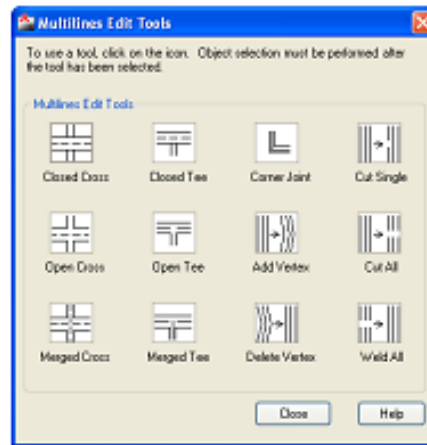 Multilines Edit Tools
To use a tool, click on the icon. Object selection must be performed after
the tool has been selected.
Multilines Edit Tools
Closed Cross Closed Tee Corner Joint Cut Single
Open Cross Open Tee Add Vertex Cut All
Merged Cross Merged Tee Delete Vertex Weld All
Close Help